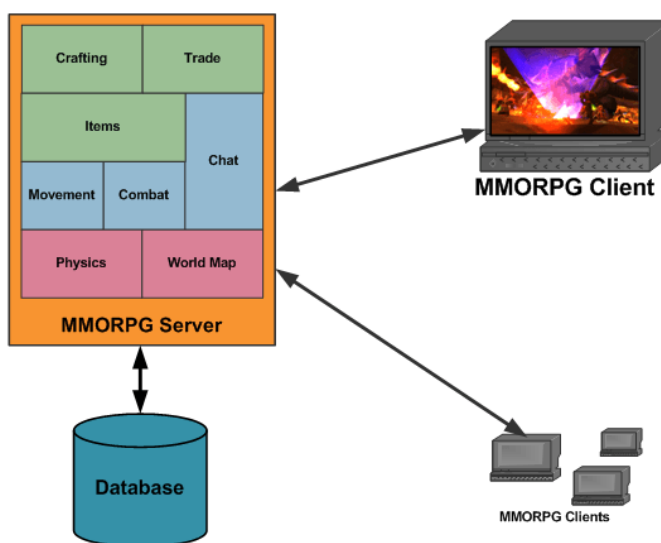 Crafting
Trade
Items
Chat
Movement
Combat
Physics
World Map
MMORPG Server
Database
MMORPG Client
MMORPG Clients